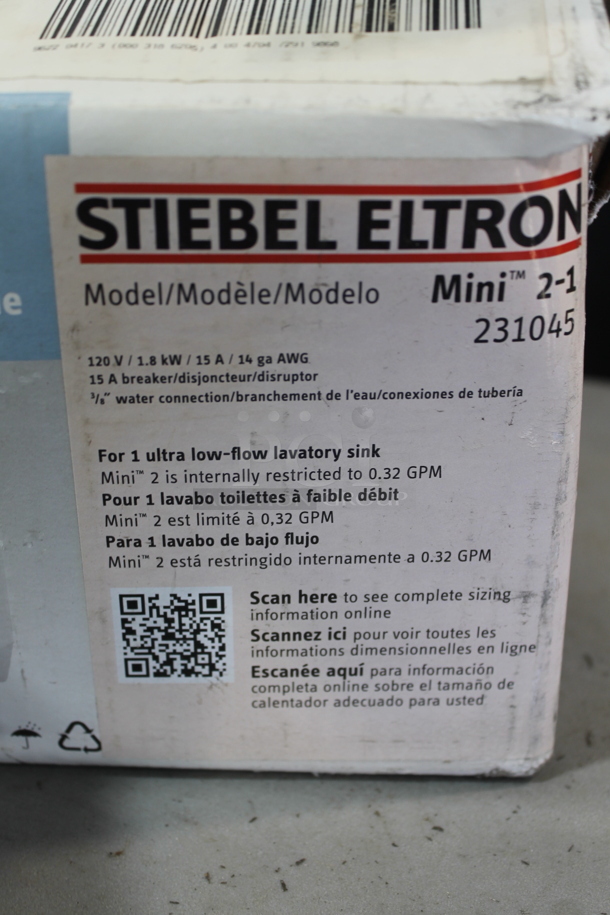 STIEBEL ELTRON
Model/Modèle/Modelo Mini™ 2-1
231045
120 V / 1.8 kW / 15 A / 14 ga AWG
15 A breaker/disjoncteur/disruptor
³/₈” water connection/branchement de l'eau/conexiones de tubería
For 1 ultra low-flow lavatory sink
Mini™ 2 is internally restricted to 0.32 GPM
Pour 1 lavabo toilettes à faible débit
Mini™ 2 est limité à 0,32 GPM
Para 1 lavabo de bajo flujo
Mini™ 2 está restringido internamente a 0.32 GPM
Scan here to see complete sizing
information online
Scannez ici pour voir toutes les
informations dimensionnelles en ligne
Escanée aquí para información
completa online sobre el tamaño de
calentador adecuado para usted